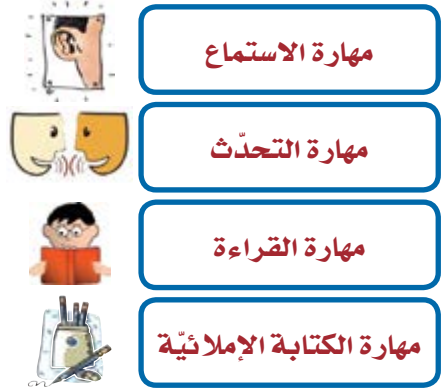 مهارة الاستماع
مهارة التحدّث
مهارة القراءة
مهارة الكتابة الإملائيّة